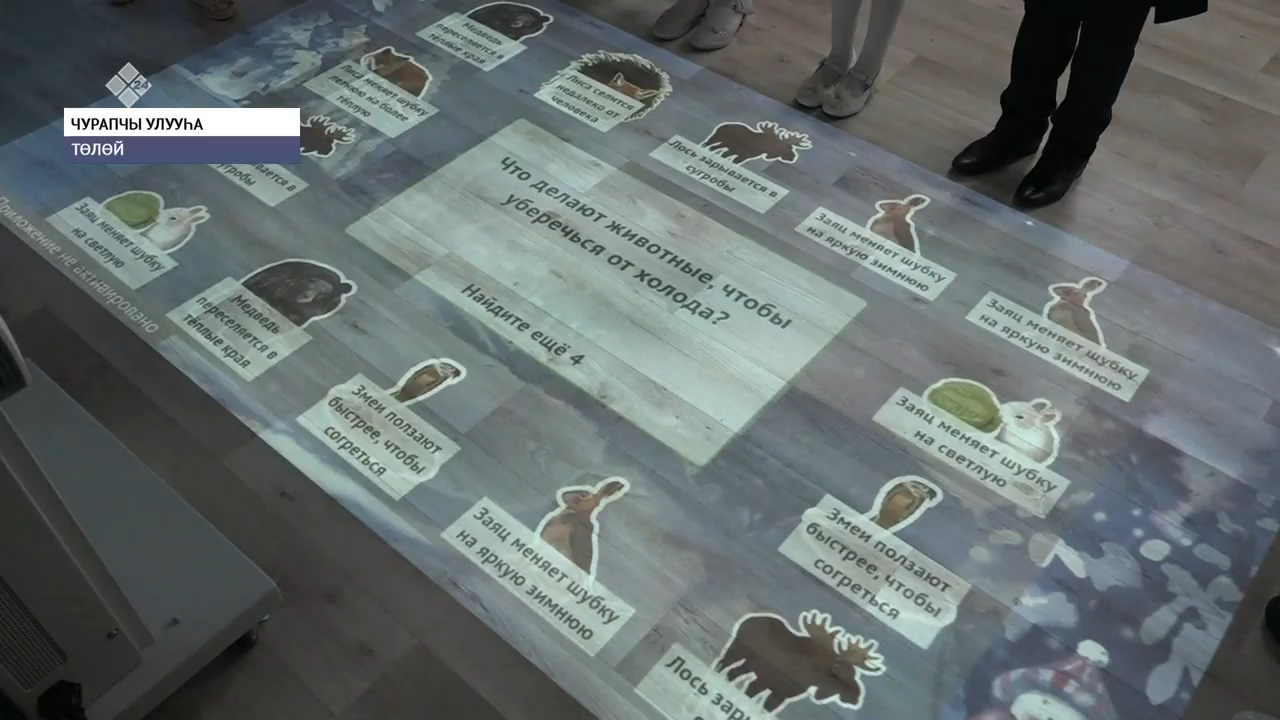 24
ЧУРАПЧЫ УЛУУҺА
ТӨЛӨЙ
Медведь
переселяется в
тёплые края
Лиса меняет шубку
летнюю на более
тёплую
Лиса селится
недалеко от
человека
Лось зарывается в
сугробы
сугробы
Заяц меняет шубку
на светлую
Заяц меняет шубку
на яркую зимнюю
Заяц меняет шубку
на яркую зимнюю
Что делают животные, чтобы
уберечься от холода?
Найдите ещё 4
Приложение не активировано
Медведь
переселяется в
тёплые края
Змеи ползают
быстрее, чтобы
согреться
Заяц меняет шубку
на светлую
Заяц меняет шубку
на яркую зимнюю
Змеи ползают
быстрее, чтобы
согреться
Лось